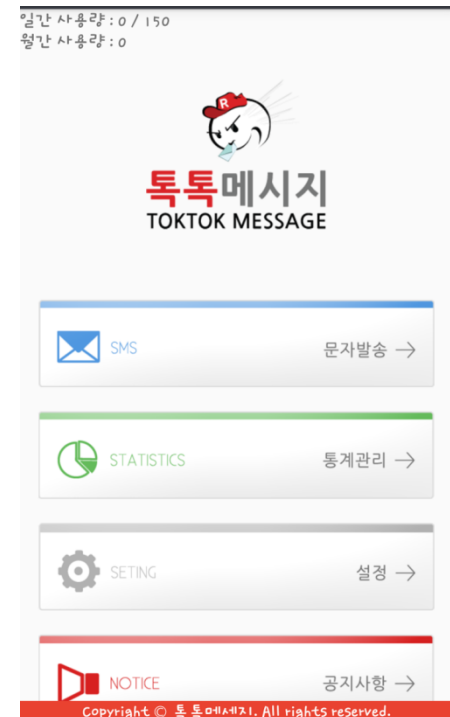 일간 사용량 : 0 / 150
월간 사용량 : 0
R
톡톡메시지
TOKTOK MESSAGE
SMS 문자발송 →
STATISTICS 통계관리 →
SETING 설정 →
NOTICE 공지사항 →
Copyright © 톡톡메세지. All rights reserved.